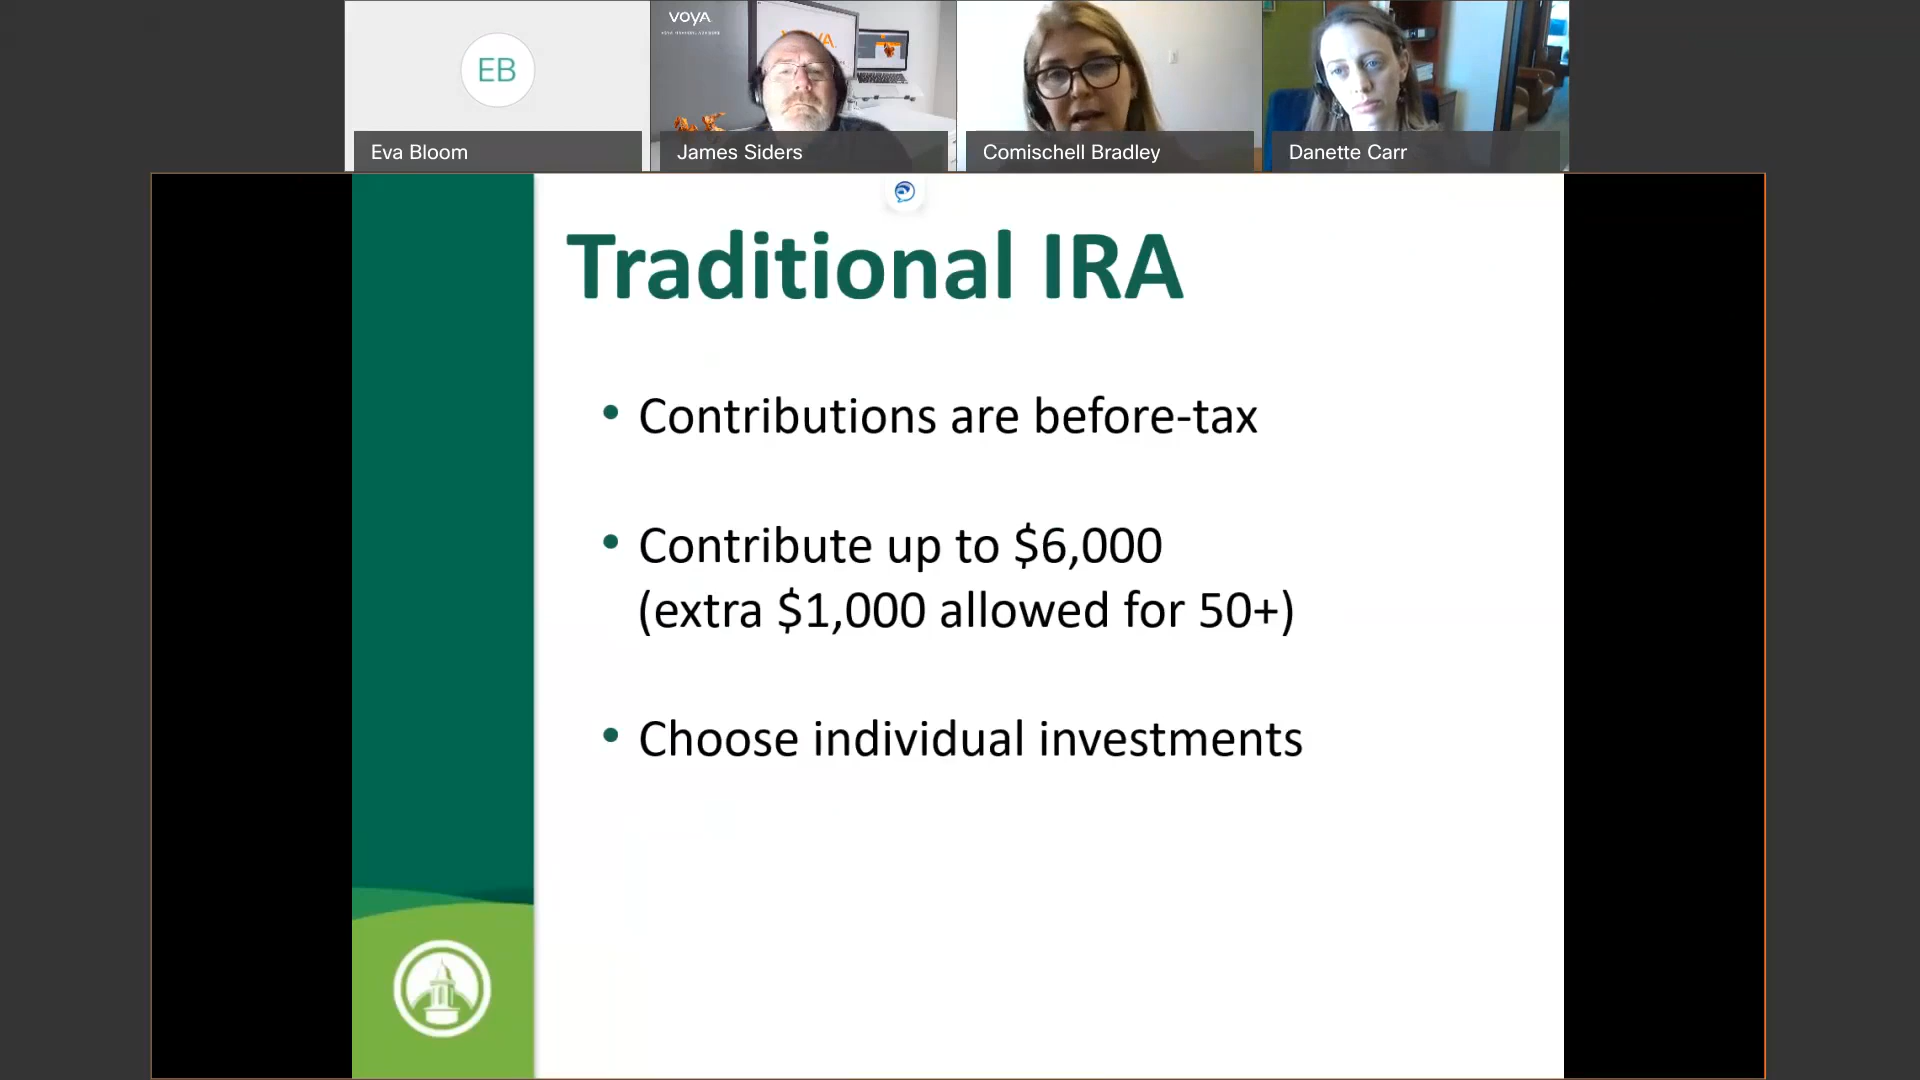 EB
VOYA
Eva Bloom
James Siders
Comischell Bradley
Danette Carr
Traditional IRA
• Contributions are before-tax
• Contribute up to $6,000
(extra $1,000 allowed for 50+)
• Choose individual investments